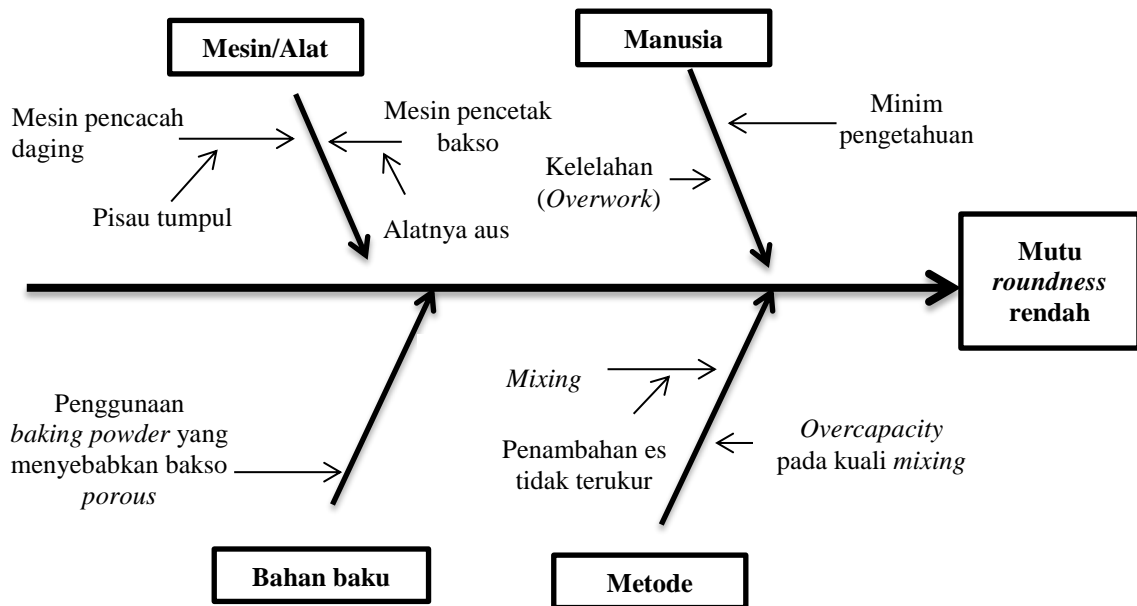 Mesin/Alat
Manusia
Mesin pencacah
daging
Mesin pencetak
bakso
Minim
pengetahuan
Kelelahan
(Overwork)
Pisau tumpul
Alatnya aus
Mutu
roundness
rendah
Mixing
Penggunaan
baking powder yang
menyebabkan bakso
porous
Penambahan es
tidak terukur
Overcapacity
pada kuali mixing
Bahan baku
Metode